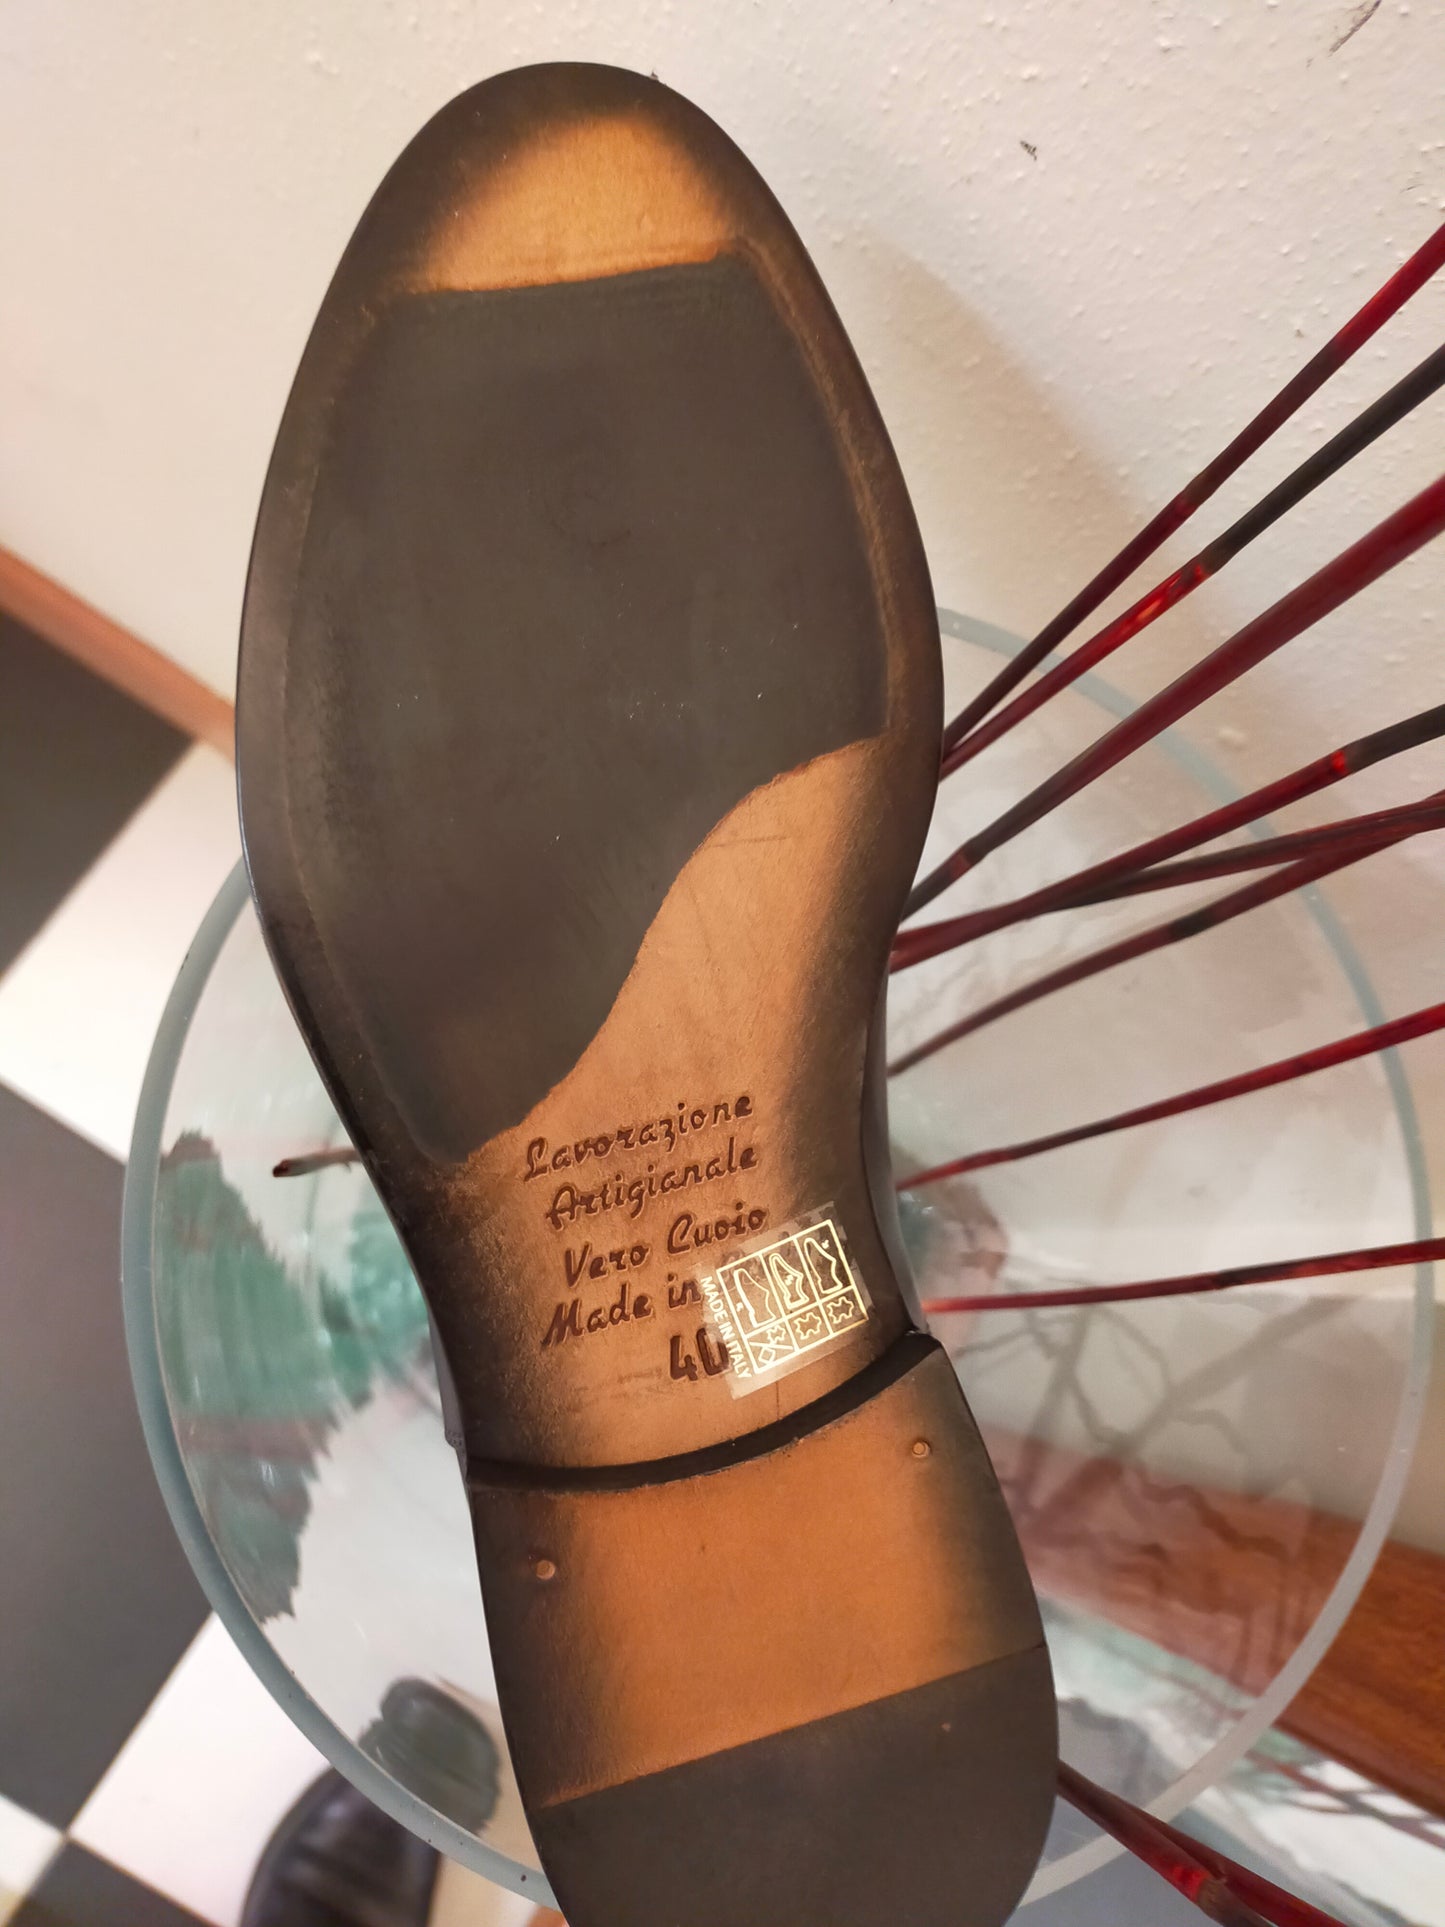 Lavorazione
Artigianale
Vero Cuoio
Made in
40
MADE IN ITALY